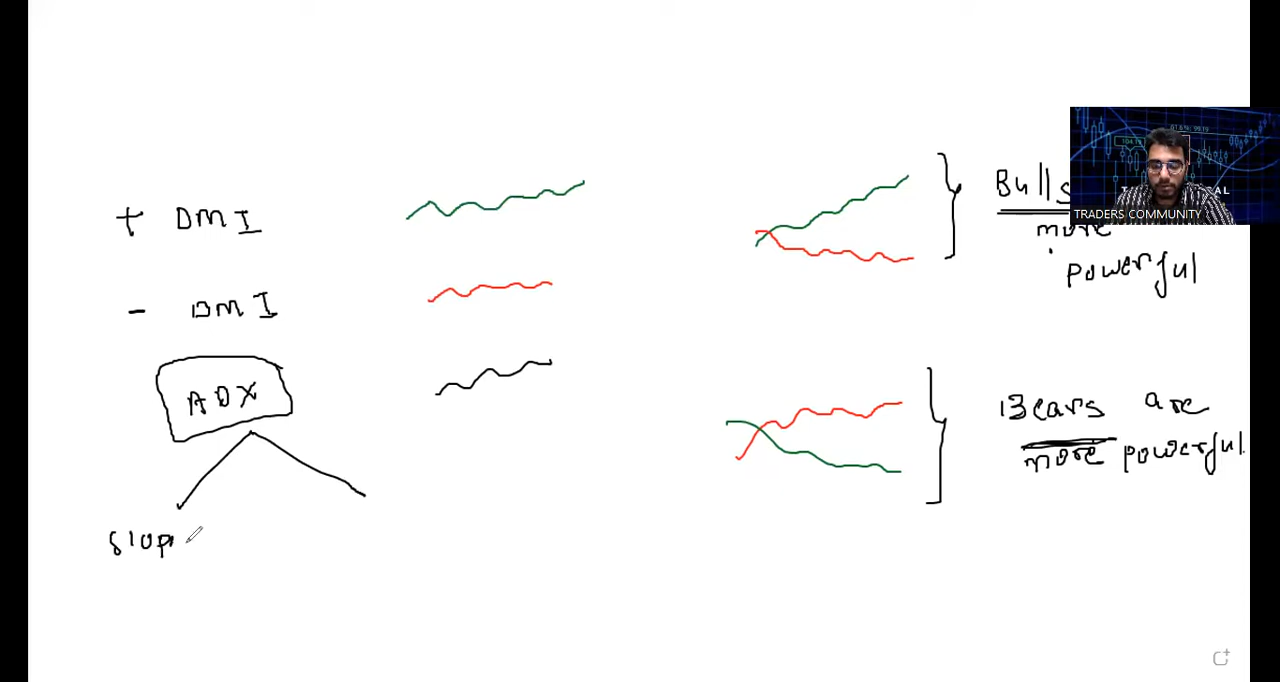 + DMI
- DMI
ADX
Slop
Bulls
more
powerful
Bears are
more powerful
TRADERS COMMUNITY